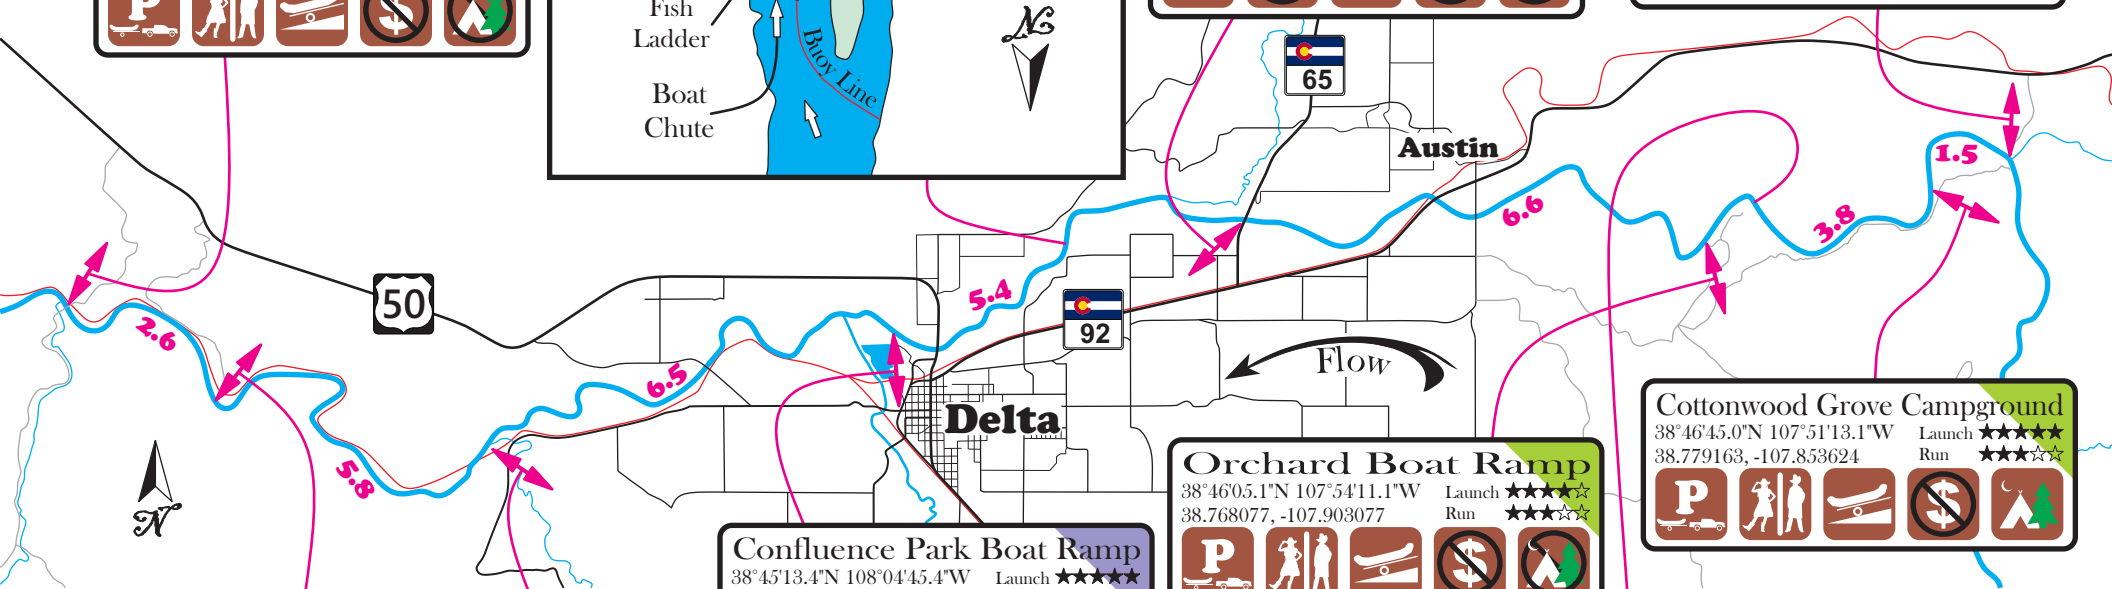 P
$
Fish
Ladder
Boat
Chute
Buoy Line
N
65
Austin
1.5
6.6
3.8
50
5.4
92
2.6
6.5
Flow
5.8
Delta
N
Cottonwood Grove Campground
38°46'45.0"N 107°51'13.1"W Launch ★★★★★
38.779163, -107.853624 Run ★★★☆☆
P
$
Orchard Boat Ramp
38°46'05.1"N 107°54'11.1"W Launch ★★★★☆
38.768077, -107.903077 Run ★★★☆☆
P
$
Confluence Park Boat Ramp
38°45'13.4"N 108°04'45.4"W Launch ★★★★★